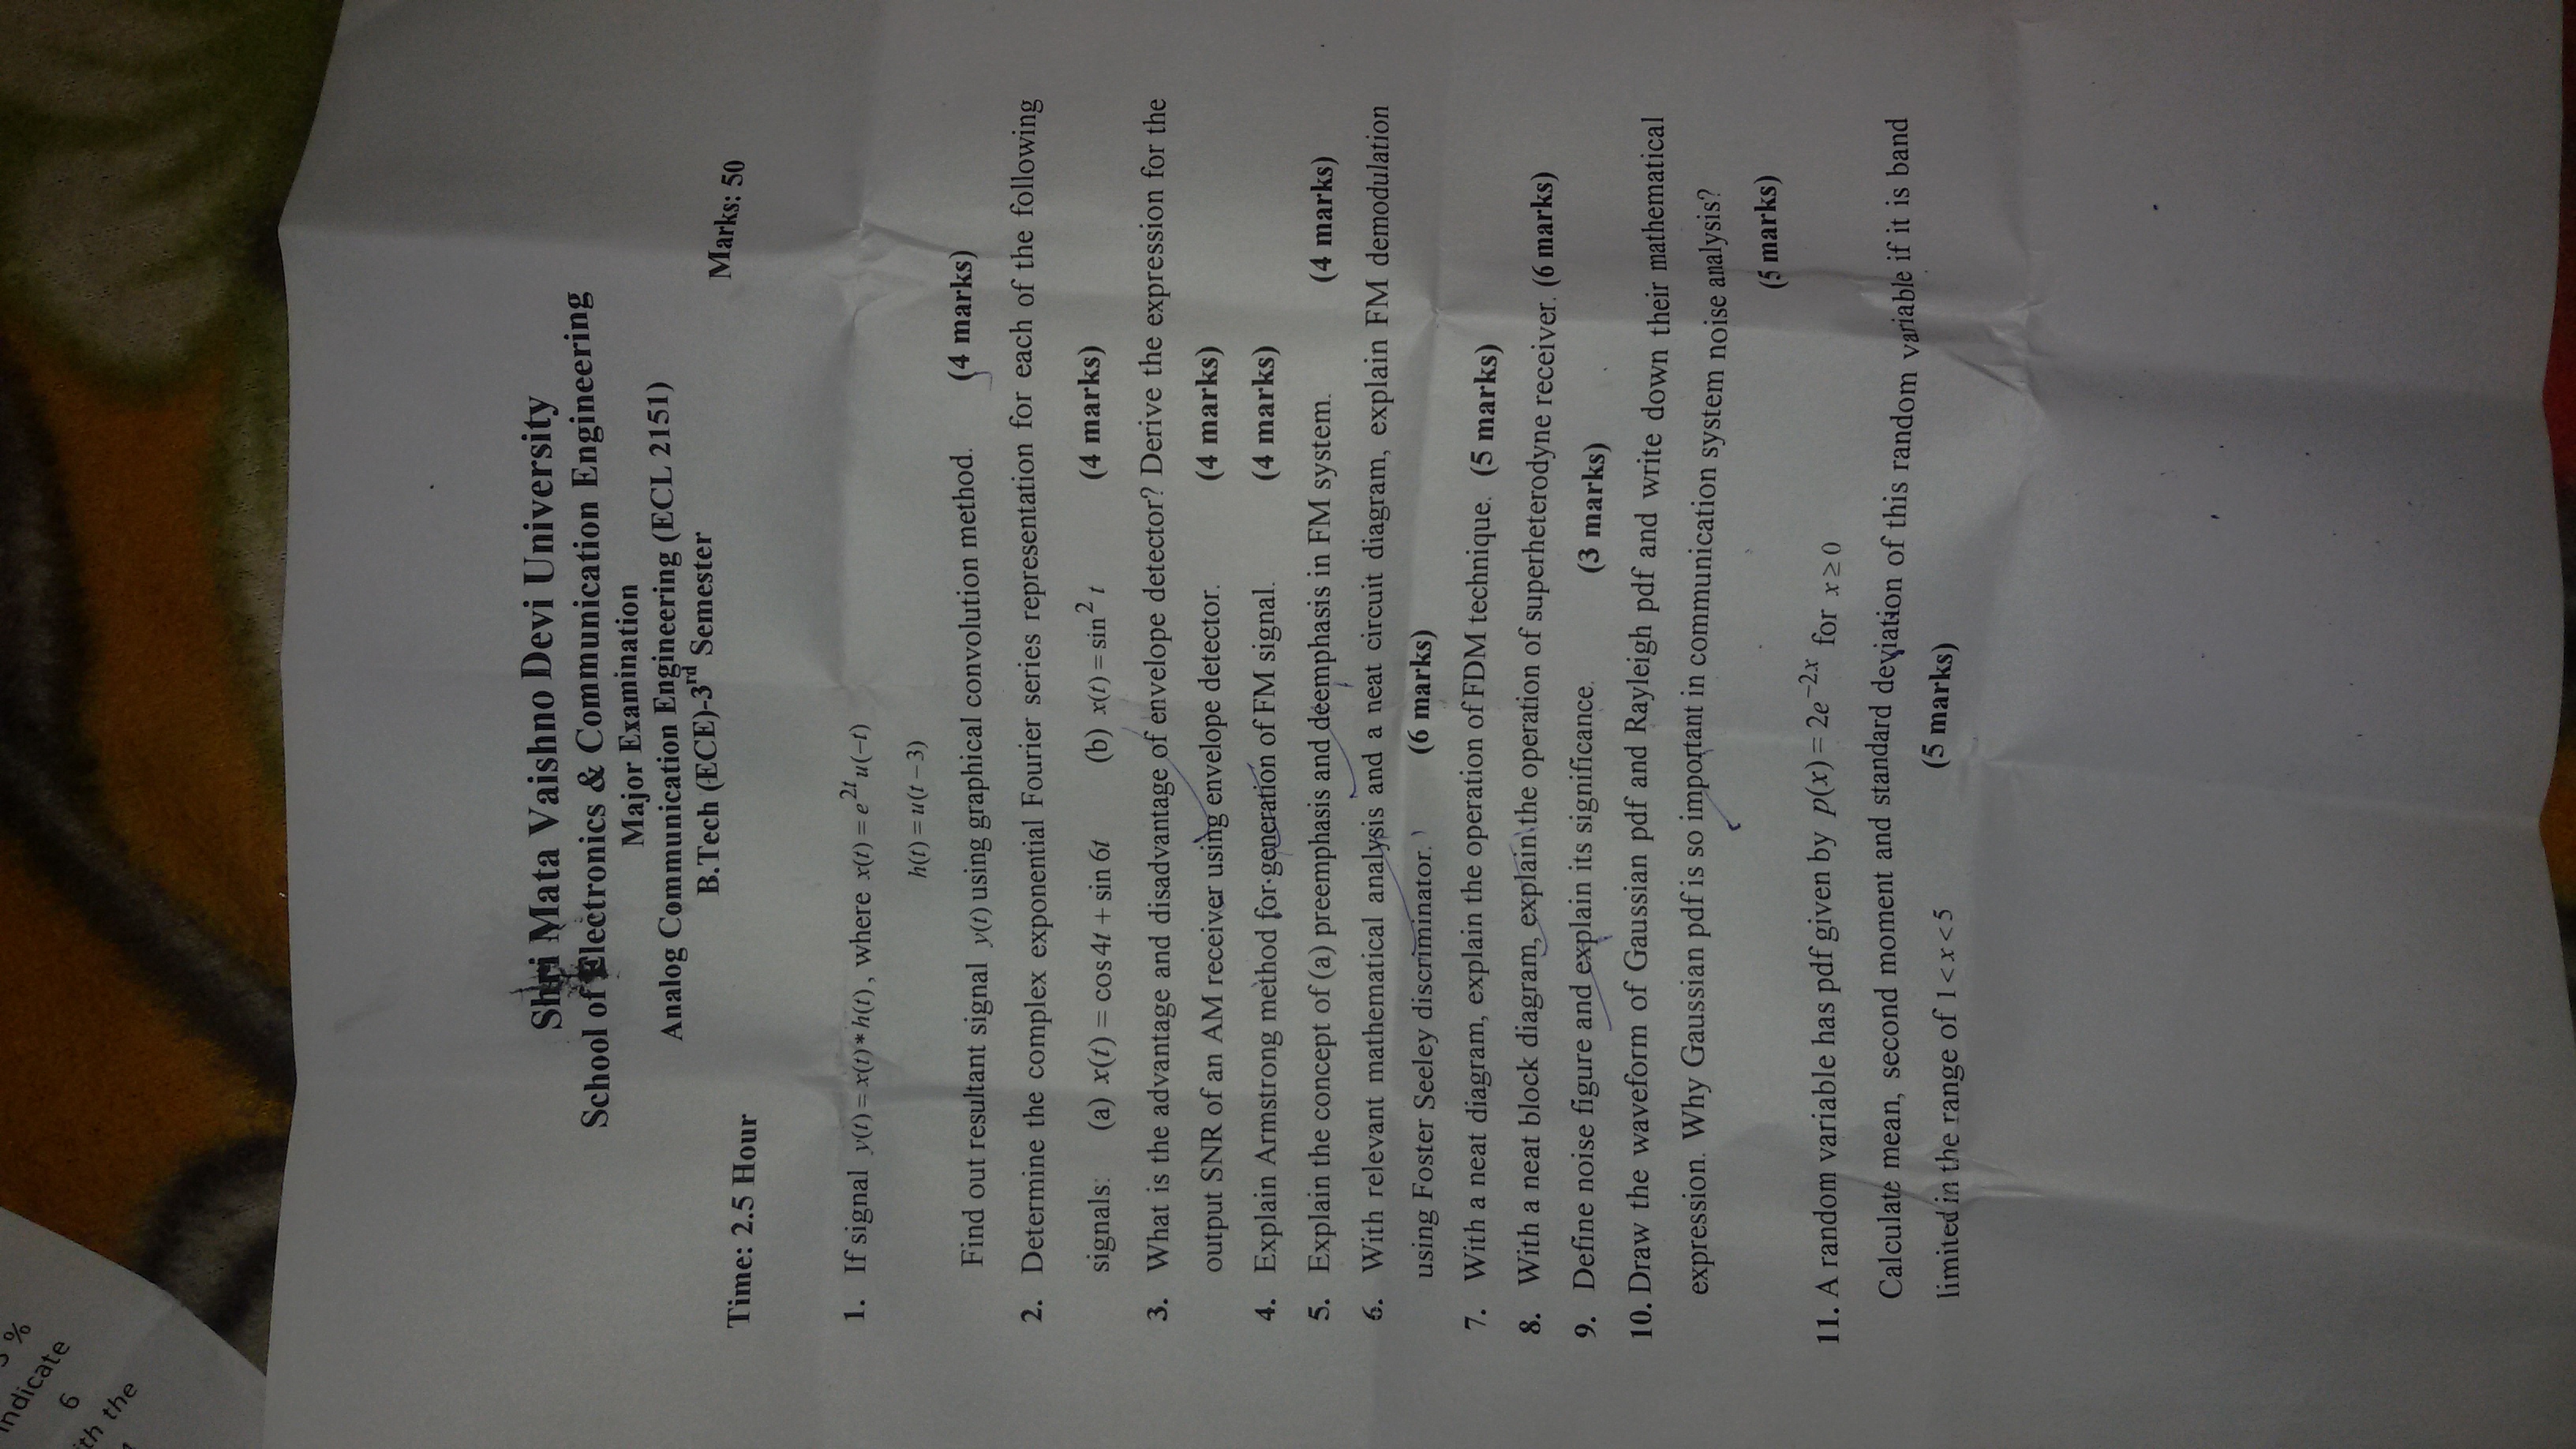 %
indicate
6
ith the
Shri Mata Vaishno Devi University
School of Electronics & Communication Engineering
Major Examination
Analog Communication Engineering (ECL 2151)
B.Tech (ECE)-3rd Semester
Time: 2.5 Hour Marks: 50
1. If signal y(t) = x(t) * h(t), where x(t) = e^{2t} u(−t)
h(t) = u(t − 3)
Find out resultant signal y(t) using graphical convolution method. (4 marks)
2. Determine the complex exponential Fourier series representation for each of the following
signals: (a) x(t) = cos 4t + sin 6t (b) x(t) = sin² t (4 marks)
3. What is the advantage and disadvantage of envelope detector? Derive the expression for the
output SNR of an AM receiver using envelope detector. (4 marks)
4. Explain Armstrong method for generation of FM signal. (4 marks)
5. Explain the concept of (a) preemphasis and deemphasis in FM system. (4 marks)
6. With relevant mathematical analysis and a neat circuit diagram, explain FM demodulation
using Foster Seeley discriminator. (6 marks)
7. With a neat diagram, explain the operation of FDM technique. (5 marks)
8. With a neat block diagram, explain the operation of superheterodyne receiver. (6 marks)
9. Define noise figure and explain its significance. (3 marks)
10. Draw the waveform of Gaussian pdf and Rayleigh pdf and write down their mathematical
expression. Why Gaussian pdf is so important in communication system noise analysis?
(5 marks)
11. A random variable has pdf given by p(x) = 2e^{−2x} for x ≥ 0
Calculate mean, second moment and standard deviation of this random variable if it is band
limited in the range of 1 < x < 5 (5 marks)